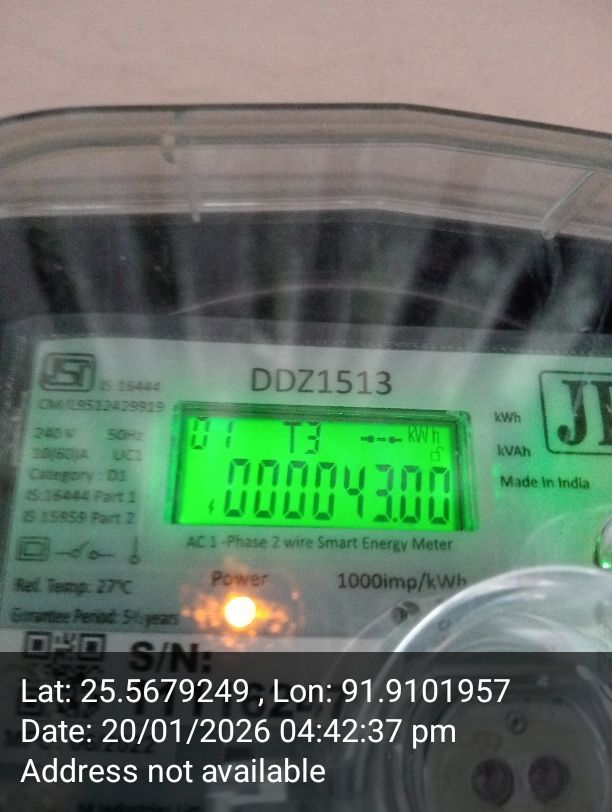 DDZ1513
IS 16444
CM/L9512429919
240 V 50Hz
10(60)A UC1
Category : D1
IS:16444 Part 1
IS 15959 Part 2
01 T3 kWh
000043.00
kWh
kVAh
Made In India
AC 1 -Phase 2 wire Smart Energy Meter
Ref. Temp: 27°C
Power
1000imp/kWh
Gurantee Period: 5½ years
S/N:
Lat: 25.5679249 , Lon: 91.9101957
Date: 20/01/2026 04:42:37 pm
Address not available